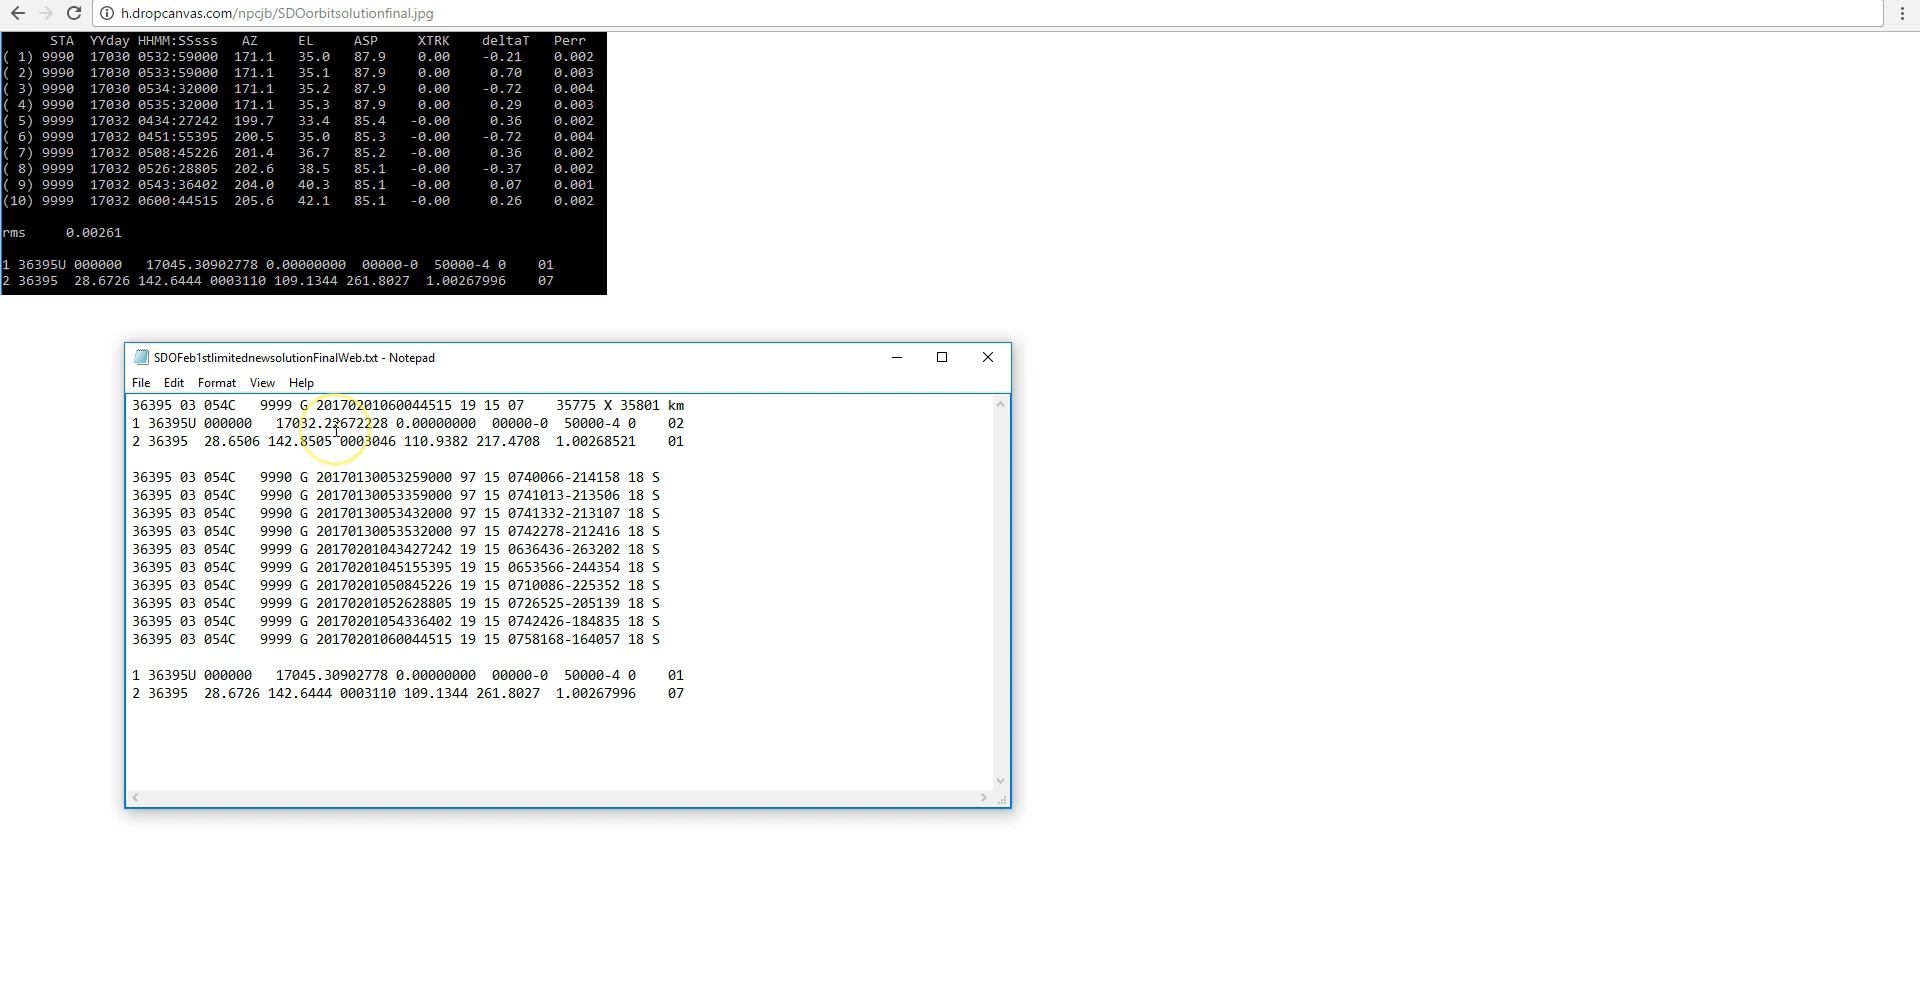 h.dropcanvas.com/npcjb/SDOorbitsolutionfinal.jpg
STA YYday HHMM:SSsss AZ EL ASP XTRK deltaT Perr
( 1) 9990 17030 0532:59000 171.1 35.0 87.9 0.00 -0.21 0.002
( 2) 9990 17030 0533:59000 171.1 35.1 87.9 0.00 0.70 0.003
( 3) 9990 17030 0534:32000 171.1 35.2 87.9 0.00 -0.72 0.004
( 4) 9990 17030 0535:32000 171.1 35.3 87.9 0.00 0.29 0.003
( 5) 9999 17032 0434:27242 199.7 33.4 85.4 -0.00 0.36 0.002
( 6) 9999 17032 0451:55395 200.5 35.0 85.3 -0.00 -0.72 0.004
( 7) 9999 17032 0508:45226 201.4 36.7 85.2 -0.00 0.36 0.002
( 8) 9999 17032 0526:28805 202.6 38.5 85.1 -0.00 -0.37 0.002
( 9) 9999 17032 0543:36402 204.0 40.3 85.1 -0.00 0.07 0.001
(10) 9999 17032 0600:44515 205.6 42.1 85.1 -0.00 0.26 0.002
rms 0.00261
1 36395U 000000 17045.30902778 0.00000000 00000-0 50000-4 0 01
2 36395 28.6726 142.6444 0003110 109.1344 261.8027 1.00267996 07
SDOFeb1stlimitednewsolutionFinalWeb.txt - Notepad
File Edit Format View Help
36395 03 054C 9999 G 20170201060044515 19 15 07 35775 X 35801 km
1 36395U 000000 17032.22672228 0.00000000 00000-0 50000-4 0 02
2 36395 28.6506 142.8505 0003046 110.9382 217.4708 1.00268521 01
36395 03 054C 9990 G 20170130053259000 97 15 0740066-214158 18 S
36395 03 054C 9990 G 20170130053359000 97 15 0741013-213506 18 S
36395 03 054C 9990 G 20170130053432000 97 15 0741332-213107 18 S
36395 03 054C 9990 G 20170130053532000 97 15 0742278-212416 18 S
36395 03 054C 9999 G 20170201043427242 19 15 0636436-263202 18 S
36395 03 054C 9999 G 20170201045155395 19 15 0653566-244354 18 S
36395 03 054C 9999 G 20170201050845226 19 15 0710086-225352 18 S
36395 03 054C 9999 G 20170201052628805 19 15 0726525-205139 18 S
36395 03 054C 9999 G 20170201054336402 19 15 0742426-184835 18 S
36395 03 054C 9999 G 20170201060044515 19 15 0758168-164057 18 S
1 36395U 000000 17045.30902778 0.00000000 00000-0 50000-4 0 01
2 36395 28.6726 142.6444 0003110 109.1344 261.8027 1.00267996 07